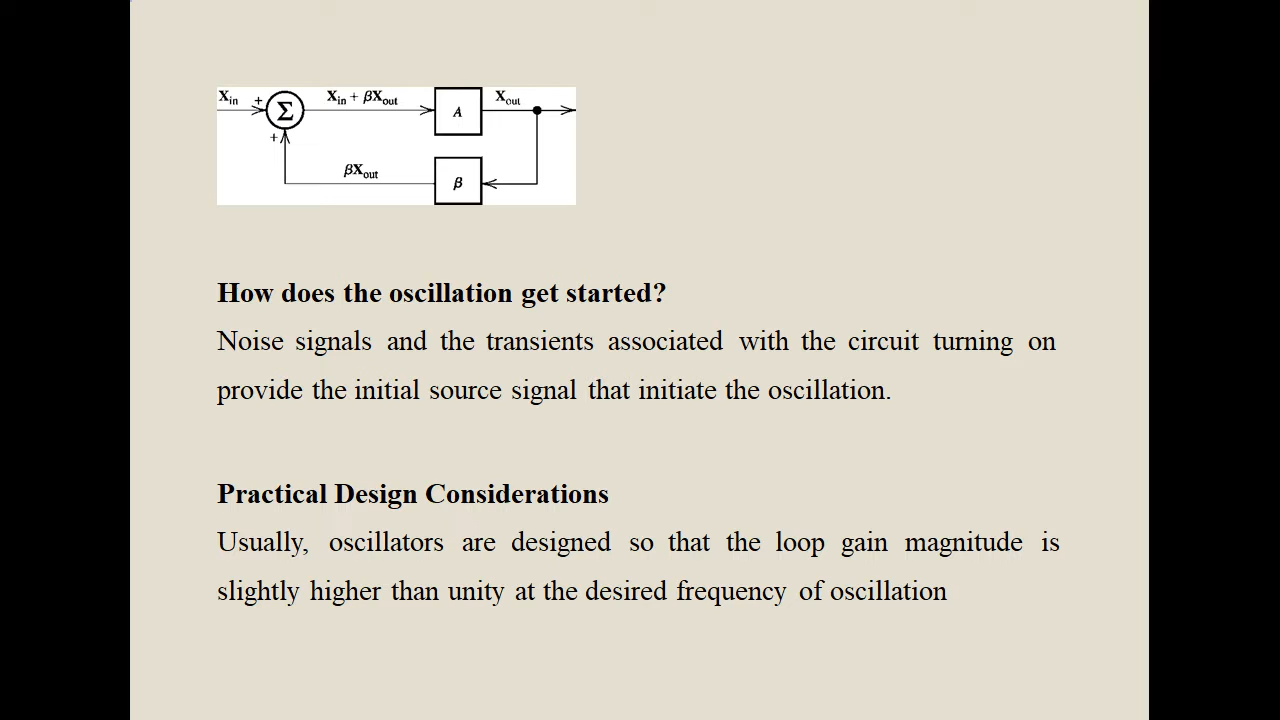 Xin + Σ Xin + βXout A Xout
+
βXout β
How does the oscillation get started?
Noise signals and the transients associated with the circuit turning on
provide the initial source signal that initiate the oscillation.
Practical Design Considerations
Usually, oscillators are designed so that the loop gain magnitude is
slightly higher than unity at the desired frequency of oscillation